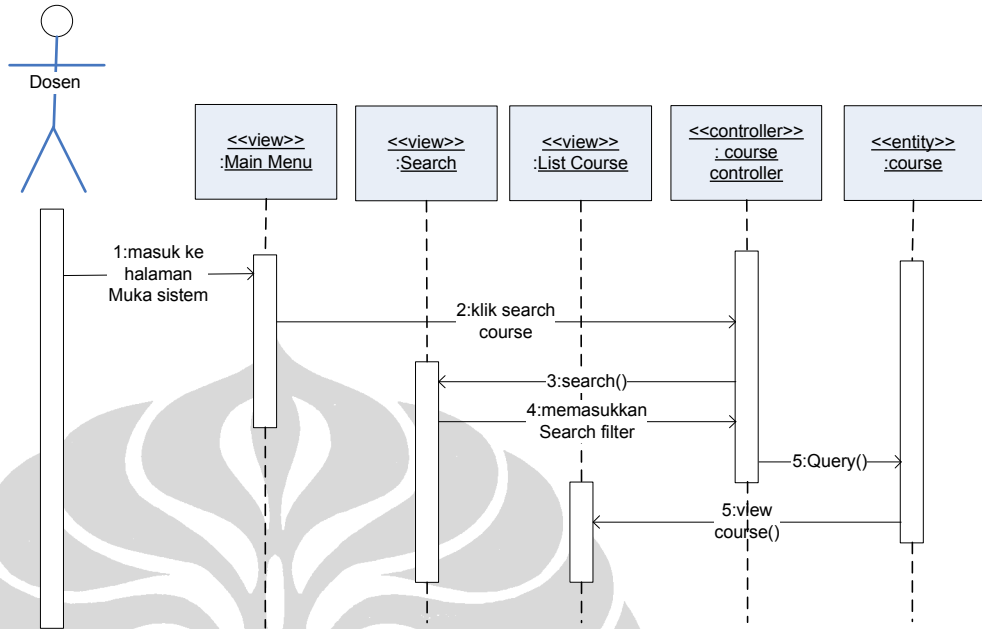 Dosen
<<view>>
:Main Menu
<<view>>
:Search
<<view>>
:List Course
<<controller>>
: course
controller
<<entity>>
:course
1:masuk ke
halaman
Muka sistem
2:klik search
course
3:search()
4:memasukkan
Search filter
5:Query()
5:view
course()